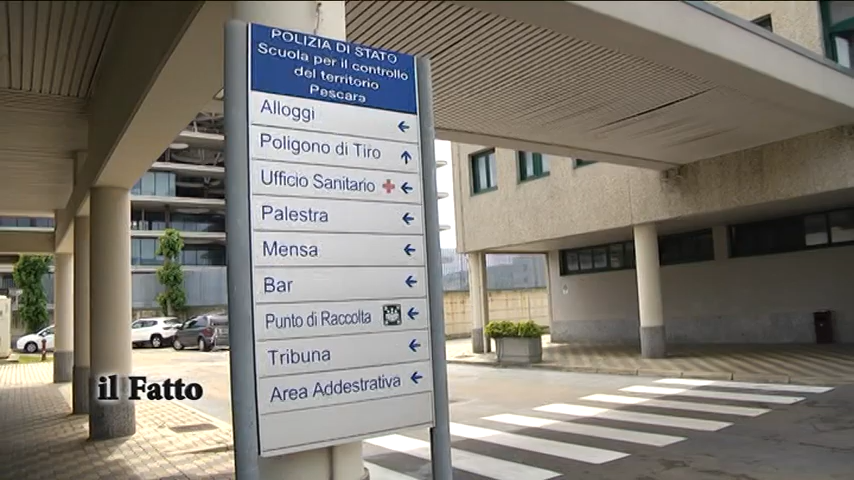 POLIZIA DI STATO
Scuola per il controllo
del territorio
Pescara
Alloggi
Poligono di Tiro
Ufficio Sanitario
Palestra
Mensa
Bar
Punto di Raccolta
Tribuna
Area Addestrativa
il Fatto